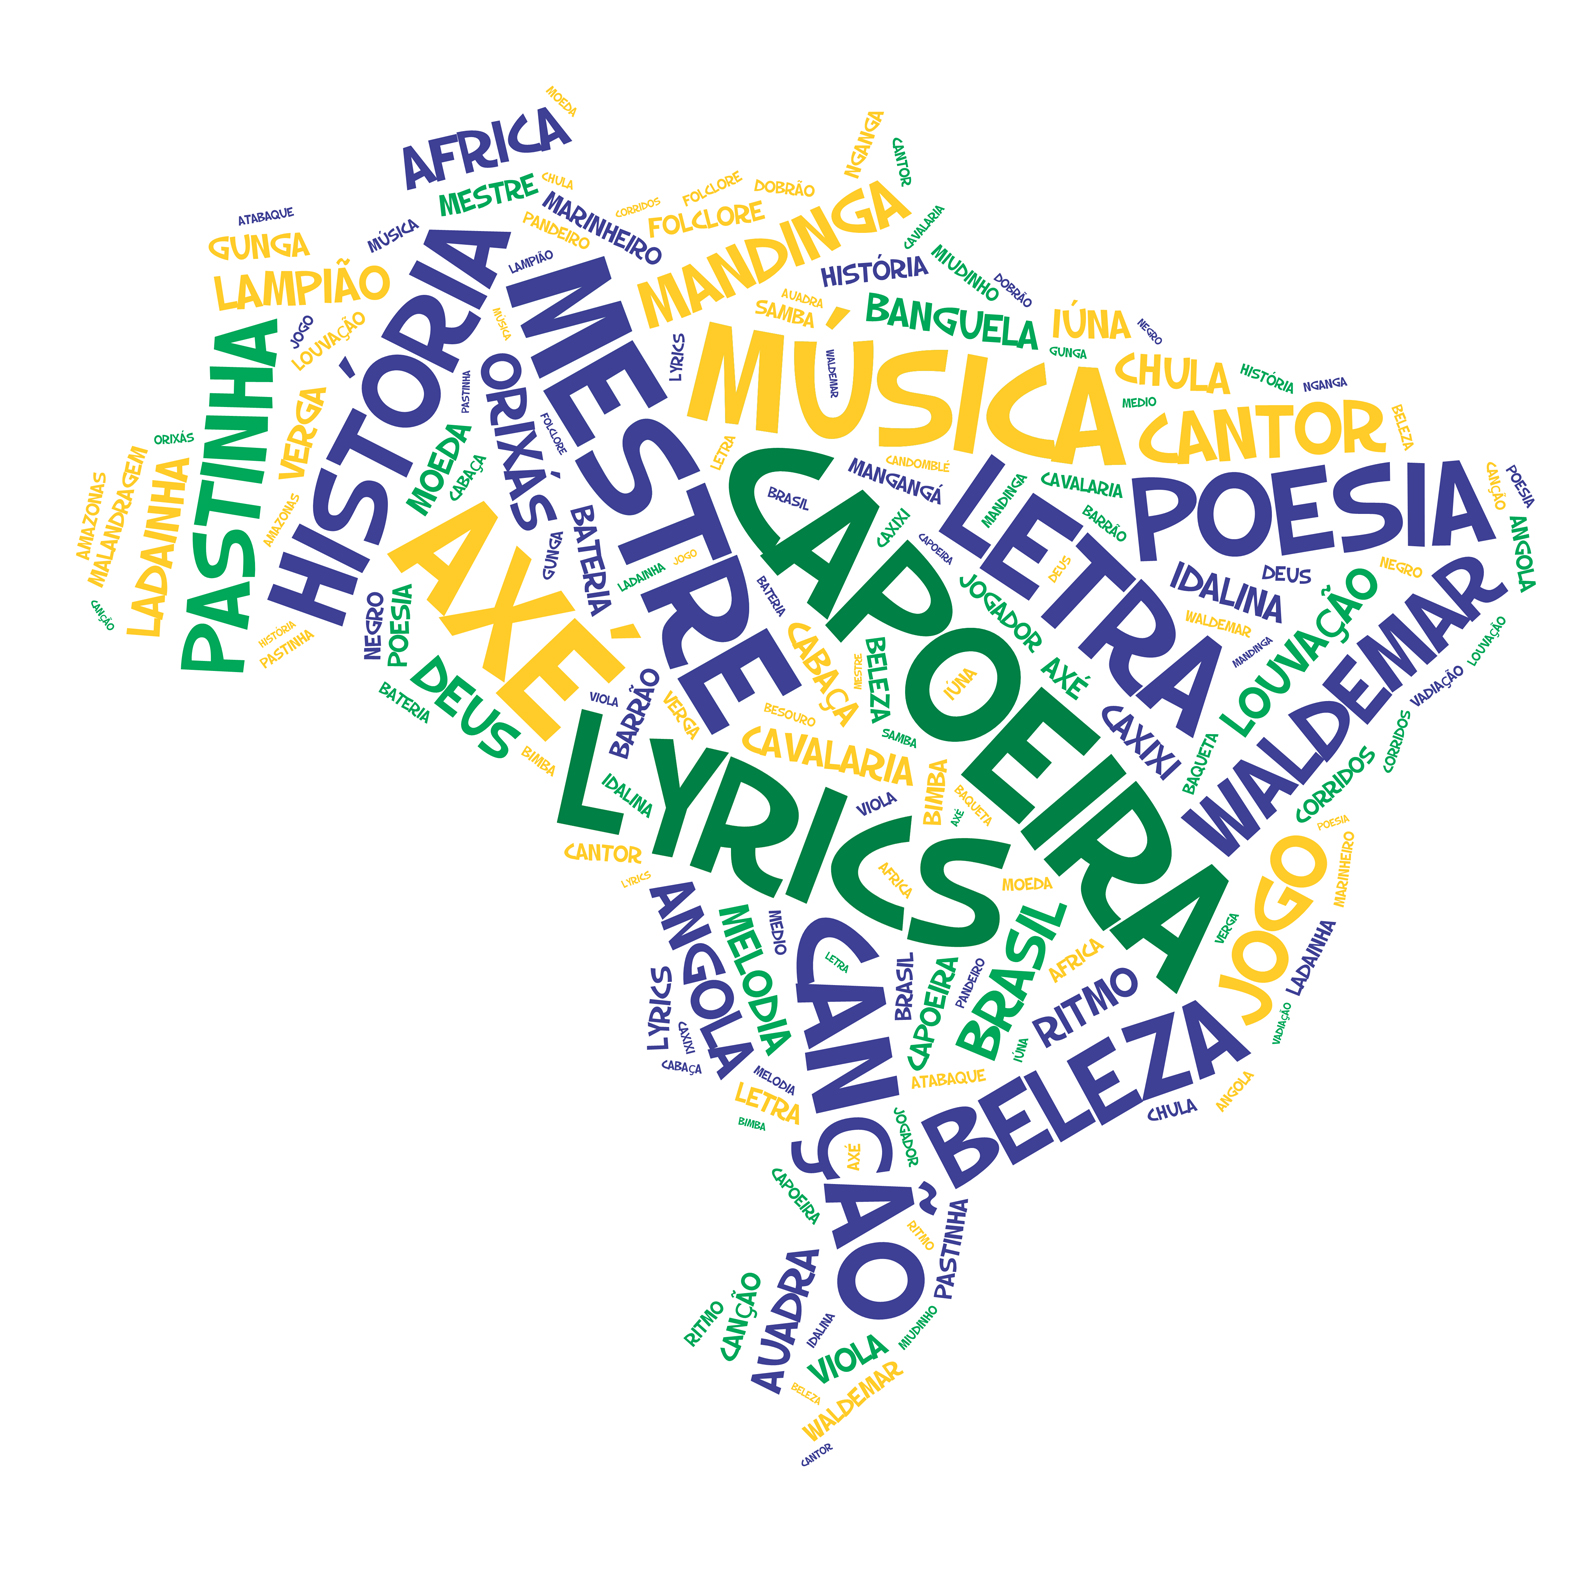 MOEDA
AFRICA
NGANGA
CANTOR
MESTRE
CHULA
MARINHEIRO
CORRIDOS
FOLCLORE
DOBRÃO
ATABAQUE
GUNGA
MÚSICA
PANDEIRO
FOLCLORE
MANDINGA
CAVALARIA
LAMPIÃO
LAMPIÃO
HISTÓRIA
MIUDINHO
DOBRÃO
HISTÓRIA
MESTRE
AUADRA
SAMBA
BANGUELA
IÚNA
NEGRO
JOGO
LOUVAÇÃO
MÚSICA
LYRICS
MÚSICA
WALDEMAR
GUNGA
CHULA
HISTÓRIA
NGANGA
PASTINHA
VERGA
PASTINHA
ORIXÁS
FOLCLORE
MEDIO
CANTOR
BELEZA
ORIXÁS
MOEDA
CABAÇA
LETRA
CAPOEIRA
CANDOMBLÉ
MANGANGÁ
LETRA
MANDINGA
CAVALARIA
POESIA
CANÇÃO
POESIA
AMAZONAS
MALANDRAGEM
LADAINHA
AMAZONAS
AXÉ
GUNGA
BATERIA
BRASIL
CAXIXI
BARRÃO
ANGOLA
CAPOEIRA
JOGO
LADAINHA
BATERIA
JOGADOR
DEUS
IDALINA
DEUS
NEGRO
CANÇÃO
HISTÓRIA
PASTINHA
NEGRO
POESIA
CABAÇA
MESTRE
BELEZA
IÚNA
AXÉ
WALDEMAR
MANDINGA
LOUVAÇÃO
WALDEMAR
LOUVAÇÃO
VADIAÇÃO
BATERIA
DEUS
BIMBA
VIOLA
BARRÃO
VERGA
BESOURO
CAVALARIA
SAMBA
CAXIXI
BAQUETA
CORRIDOS
CORRIDOS
LYRICS
IDALINA
VIOLA
BIMBA
BAQUETA
AXÉ
POESIA
MARINHEIRO
CANTOR
LYRICS
AFRICA
MOEDA
JOGO
ANGOLA
MELODIA
MEDIO
CANÇÃO
LETRA
BRASIL
CAPOEIRA
PANDEIRO
BRASIL
AFRICA
VERGA
LADAINHA
LYRICS
CAXIXI
CABAÇA
RITMO
IÚNA
VADIAÇÃO
MELODIA
LETRA
BIMBA
ATABAQUE
BELEZA
CHULA
ANGOLA
JOGADOR
AXÉ
CAPOEIRA
RITMO
PASTINHA
RITMO
CANÇÃO
AUADRA
IDALINA
VIOLA
MIUDINHO
BELEZA
WALDEMAR
CANTOR